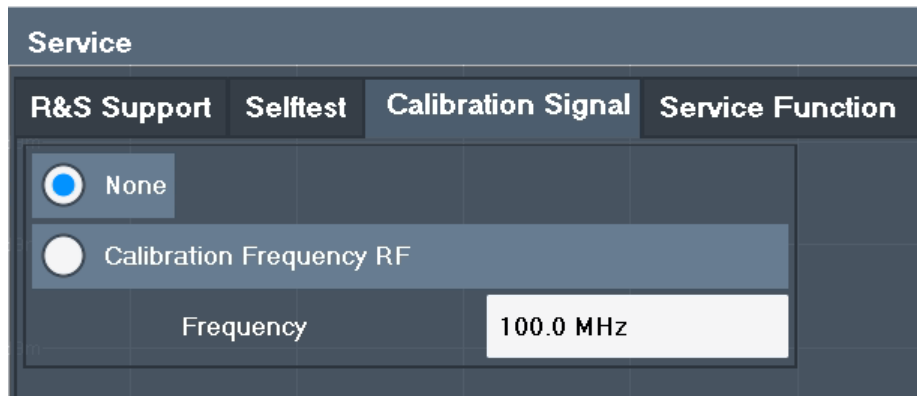 Service
R&S Support Selftest Calibration Signal Service Function
None
Calibration Frequency RF
Frequency 100.0 MHz